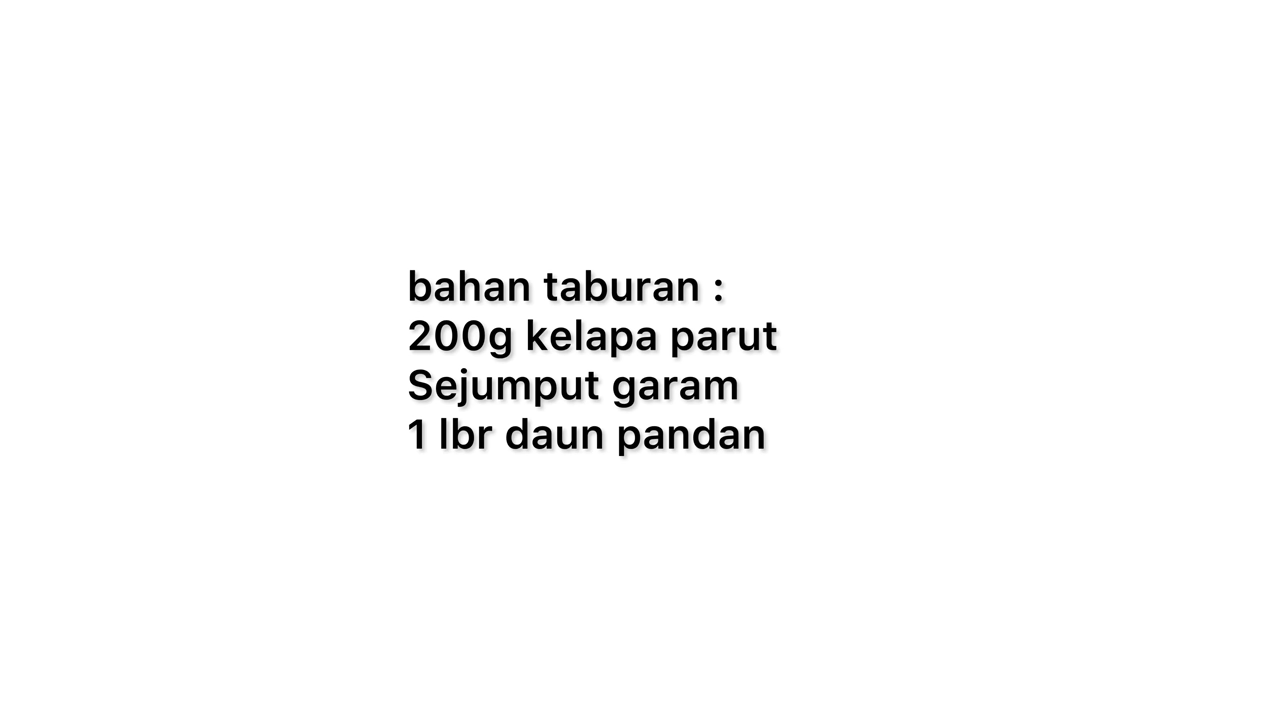 bahan taburan :
200g kelapa parut
Sejumput garam
1 lbr daun pandan